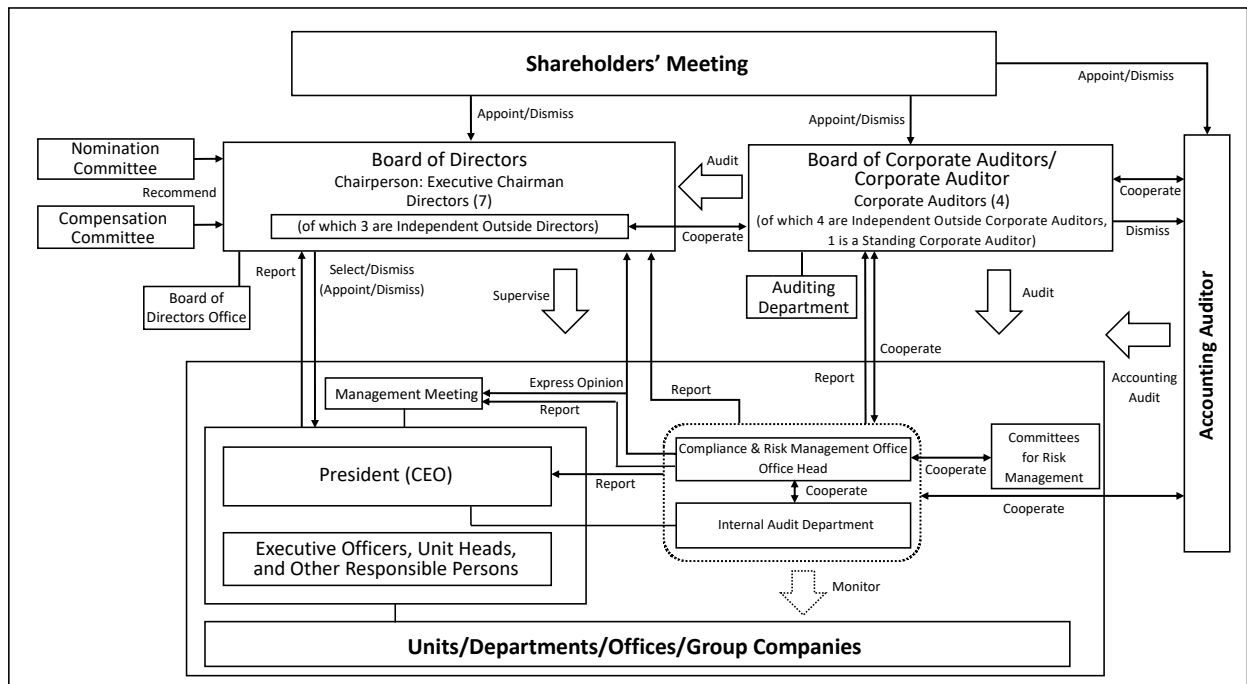 Shareholders' Meeting
Appoint/Dismiss
Appoint/Dismiss
Appoint/Dismiss
Nomination
Committee
Recommend
Compensation
Committee
Board of Directors
Chairperson: Executive Chairman
Directors (7)
(of which 3 are Independent Outside Directors)
Audit
Cooperate
Board of Corporate Auditors/
Corporate Auditor
Corporate Auditors (4)
(of which 4 are Independent Outside Corporate Auditors,
1 is a Standing Corporate Auditor)
Cooperate
Dismiss
Accounting Auditor
Board of
Directors Office
Report
Select/Dismiss
(Appoint/Dismiss)
Supervise
Auditing
Department
Audit
Cooperate
Report
Accounting
Audit
Management Meeting
Express Opinion
Report
Report
President (CEO)
Report
Compliance & Risk Management Office
Office Head
Cooperate
Internal Audit Department
Cooperate
Committees
for Risk
Management
Cooperate
Executive Officers, Unit Heads,
and Other Responsible Persons
Monitor
Units/Departments/Offices/Group Companies